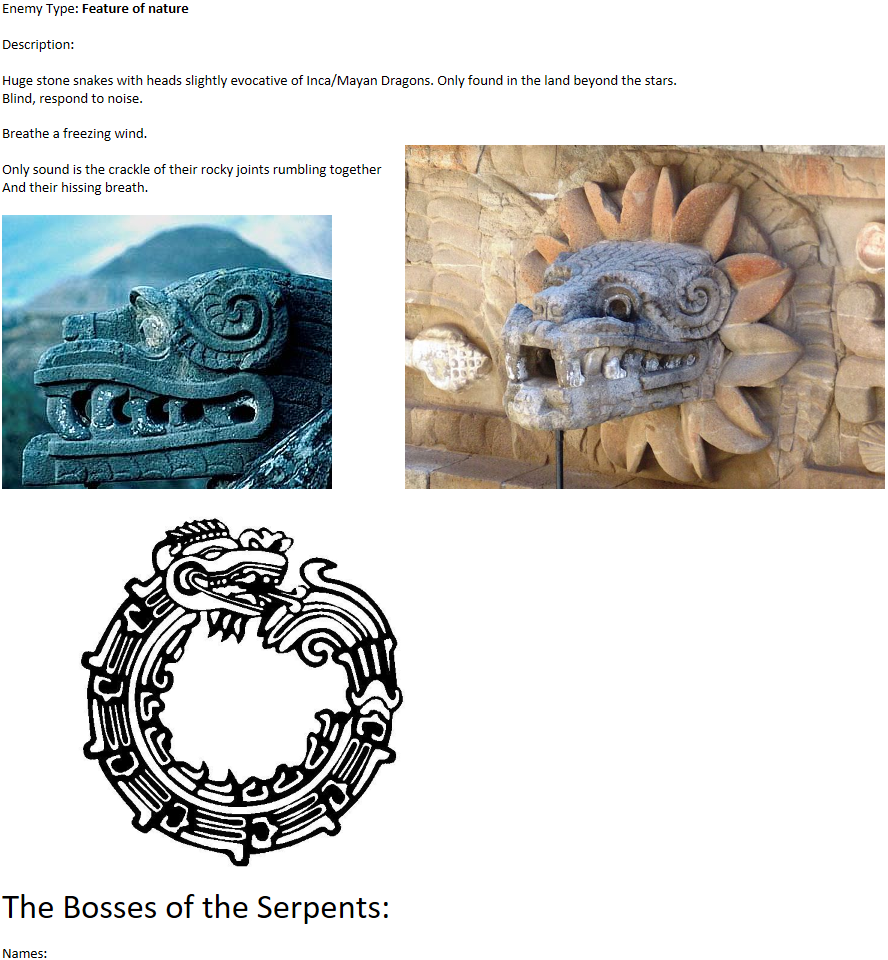 Enemy Type: Feature of nature
Description:
Huge stone snakes with heads slightly evocative of Inca/Mayan Dragons. Only found in the land beyond the stars.
Blind, respond to noise.
Breathe a freezing wind.
Only sound is the crackle of their rocky joints rumbling together
And their hissing breath.
The Bosses of the Serpents:
Names: